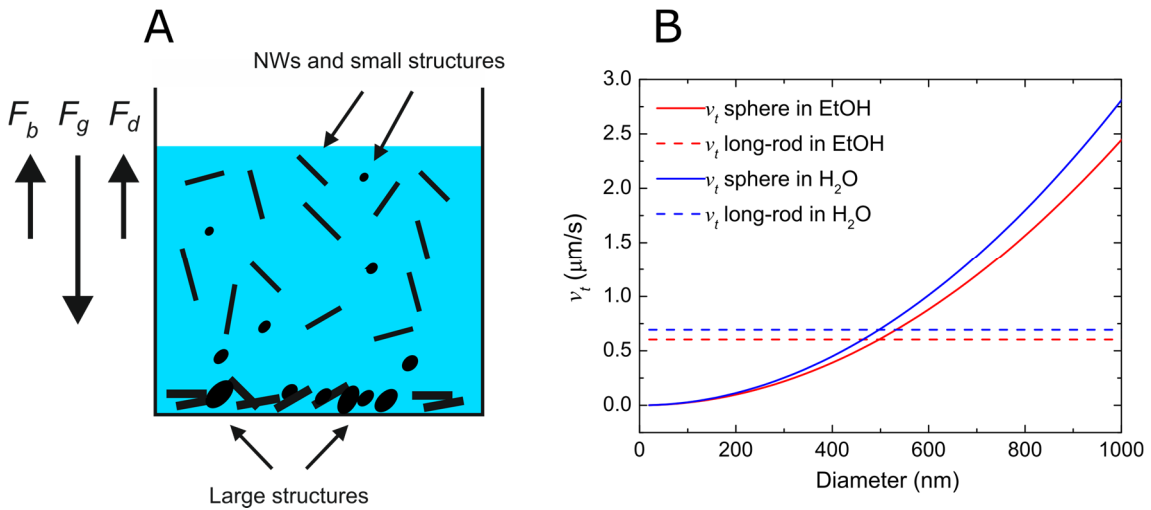 A
NWs and small structures
F_b F_g F_d
Large structures
B
3.0
2.5
2.0
1.5
1.0
0.5
0.0
v_t (μm/s)
v_t sphere in EtOH
v_t long-rod in EtOH
v_t sphere in H₂O
v_t long-rod in H₂O
0 200 400 600 800 1000
Diameter (nm)